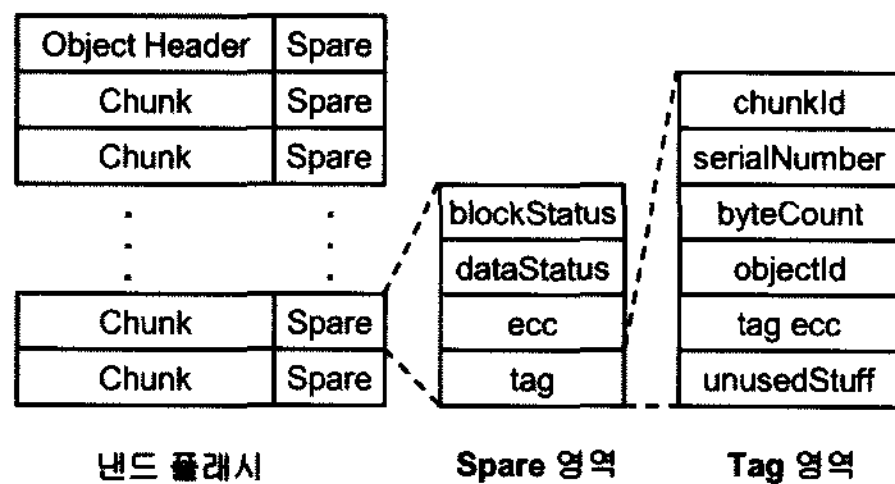 Object Header Spare
Chunk Spare
Chunk Spare
Chunk Spare
Chunk Spare
낸드 플래시
blockStatus
dataStatus
ecc
tag
Spare 영역
chunkId
serialNumber
byteCount
objectId
tag ecc
unusedStuff
Tag 영역